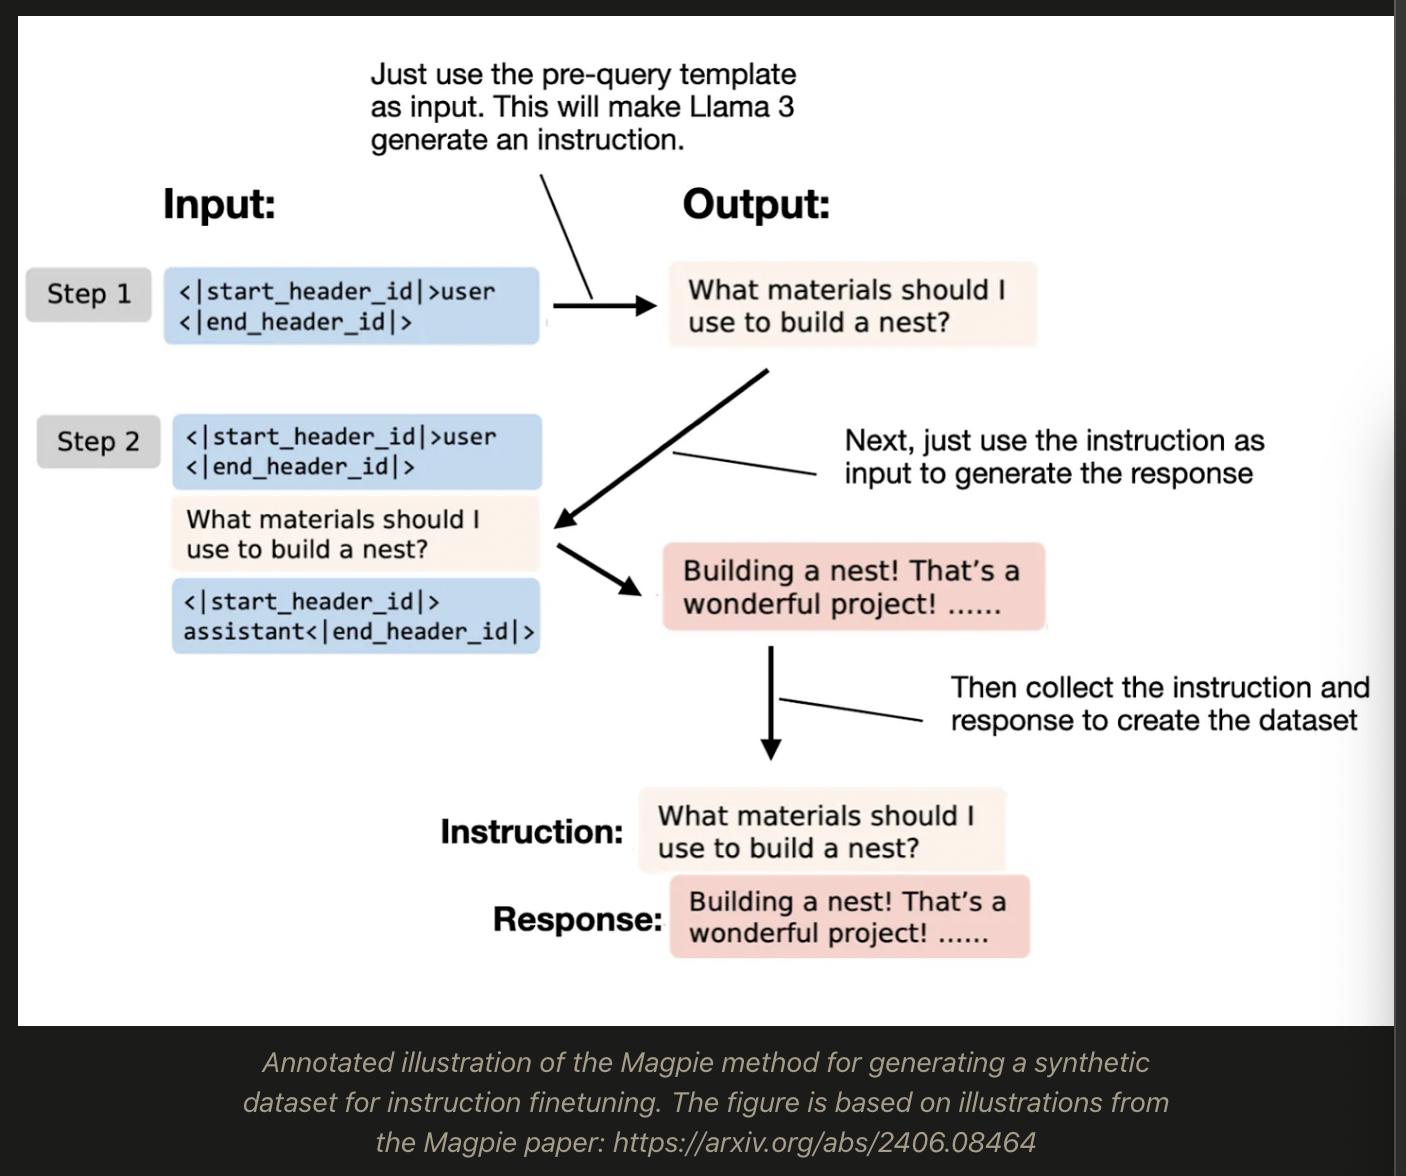 Just use the pre-query template
as input. This will make Llama 3
generate an instruction.
Input:
Output:
Step 1
<|start_header_id|>user
<|end_header_id|>
What materials should I
use to build a nest?
Step 2
<|start_header_id|>user
<|end_header_id|>
What materials should I
use to build a nest?
<|start_header_id|>
assistant<|end_header_id|>
Next, just use the instruction as
input to generate the response
Building a nest! That’s a
wonderful project! ......
Then collect the instruction and
response to create the dataset
Instruction:
What materials should I
use to build a nest?
Response:
Building a nest! That’s a
wonderful project! ......
Annotated illustration of the Magpie method for generating a synthetic
dataset for instruction finetuning. The figure is based on illustrations from
the Magpie paper: https://arxiv.org/abs/2406.08464